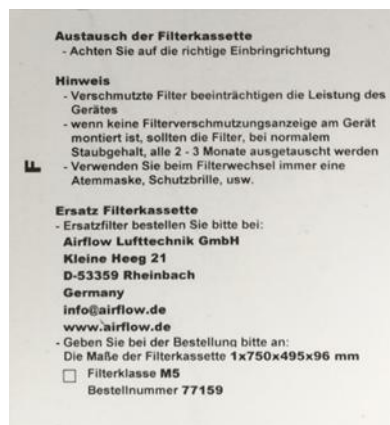 Austausch der Filterkassette
- Achten Sie auf die richtige Einbringrichtung
Hinweis
- Verschmutzte Filter beeinträchtigen die Leistung des
Gerätes
- wenn keine Filterverschmutzungsanzeige am Gerät
montiert ist, sollten die Filter, bei normalem
Staubgehalt, alle 2 - 3 Monate ausgetauscht werden
- Verwenden Sie beim Filterwechsel immer eine
Atemmaske, Schutzbrille, usw.
F
Ersatz Filterkassette
- Ersatzfilter bestellen Sie bitte bei:
Airflow Lufttechnik GmbH
Kleine Heeg 21
D-53359 Rheinbach
Germany
info@airflow.de
www.airflow.de
- Geben Sie bei der Bestellung bitte an:
Die Maße der Filterkassette 1x750x495x96 mm
Filterklasse M5
Bestellnummer 77159